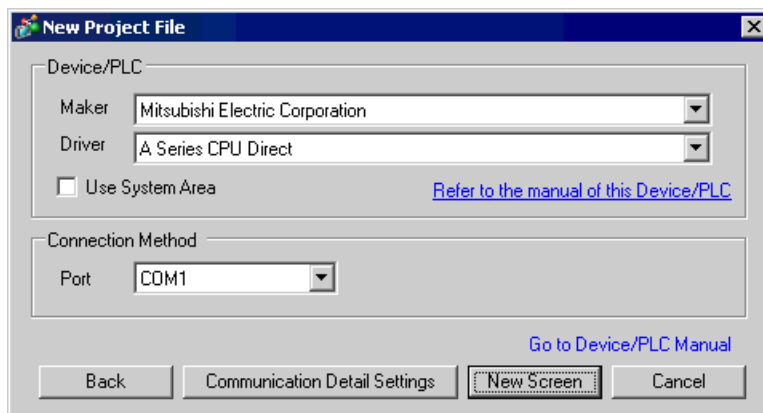 New Project File
Device/PLC
Maker Mitsubishi Electric Corporation
Driver A Series CPU Direct
Use System Area Refer to the manual of this Device/PLC
Connection Method
Port COM1
Go to Device/PLC Manual
Back Communication Detail Settings New Screen Cancel